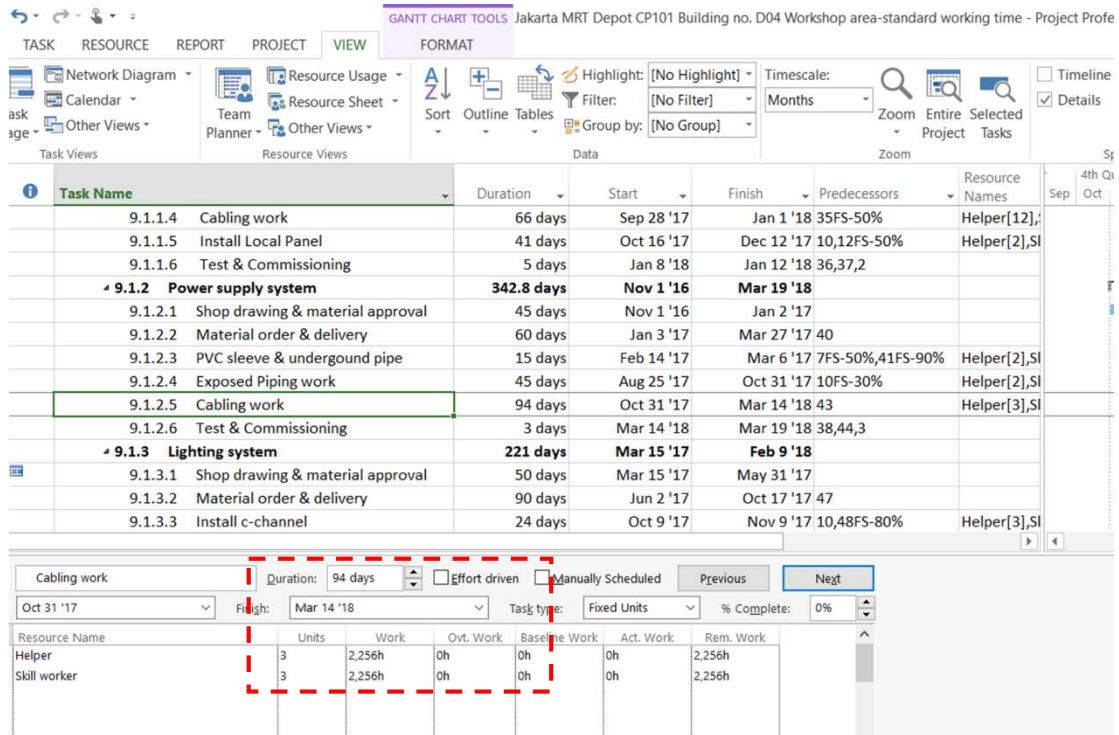 GANTT CHART TOOLS Jakarta MRT Depot CP101 Building no. D04 Workshop area-standard working time - Project Profe
TASK RESOURCE REPORT PROJECT VIEW FORMAT
Network Diagram Resource Usage Highlight: [No Highlight] Timescale: Timeline
Calendar Resource Sheet Filter: [No Filter] Months Details
ask age Other Views Team Planner Other Views Sort Outline Tables Group by: [No Group] Zoom Entire Project Selected Tasks
Task Views Resource Views Data Zoom Sp
Task Name Duration Start Finish Predecessors Resource Names Sep 4th Qu Oct
9.1.1.4 Cabling work 66 days Sep 28 '17 Jan 1 '18 35FS-50% Helper[12],
9.1.1.5 Install Local Panel 41 days Oct 16 '17 Dec 12 '17 10,12FS-50% Helper[2],Sl
9.1.1.6 Test & Commissioning 5 days Jan 8 '18 Jan 12 '18 36,37,2
9.1.2 Power supply system 342.8 days Nov 1 '16 Mar 19 '18
9.1.2.1 Shop drawing & material approval 45 days Nov 1 '16 Jan 2 '17
9.1.2.2 Material order & delivery 60 days Jan 3 '17 Mar 27 '17 40
9.1.2.3 PVC sleeve & undergound pipe 15 days Feb 14 '17 Mar 6 '17 7FS-50%,41FS-90% Helper[2],Sl
9.1.2.4 Exposed Piping work 45 days Aug 25 '17 Oct 31 '17 10FS-30% Helper[2],Sl
9.1.2.5 Cabling work 94 days Oct 31 '17 Mar 14 '18 43 Helper[3],Sl
9.1.2.6 Test & Commissioning 3 days Mar 14 '18 Mar 19 '18 38,44,3
9.1.3 Lighting system 221 days Mar 15 '17 Feb 9 '18
9.1.3.1 Shop drawing & material approval 50 days Mar 15 '17 May 31 '17
9.1.3.2 Material order & delivery 90 days Jun 2 '17 Oct 17 '17 47
9.1.3.3 Install c-channel 24 days Oct 9 '17 Nov 9 '17 10,48FS-80% Helper[3],Sl
Cabling work Duration: 94 days Effort driven Manually Scheduled Previous Next
Oct 31 '17 Finish: Mar 14 '18 Task type: Fixed Units % Complete: 0%
Resource Name Units Work Ovt. Work Baseline Work Act. Work Rem. Work
Helper 3 2,256h 0h 0h 0h 2,256h
Skill worker 3 2,256h 0h 0h 0h 2,256h